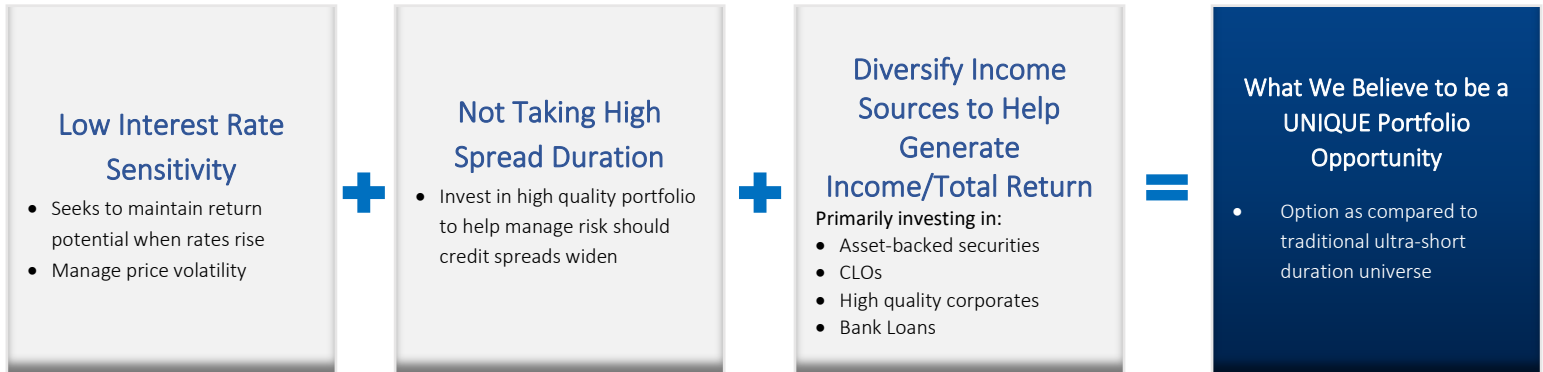 Low Interest Rate
Sensitivity
• Seeks to maintain return
potential when rates rise
• Manage price volatility
+
Not Taking High
Spread Duration
• Invest in high quality portfolio
to help manage risk should
credit spreads widen
+
Diversify Income
Sources to Help
Generate
Income/Total Return
Primarily investing in:
• Asset-backed securities
• CLOs
• High quality corporates
• Bank Loans
=
What We Believe to be a
UNIQUE Portfolio
Opportunity
• Option as compared to
traditional ultra-short
duration universe